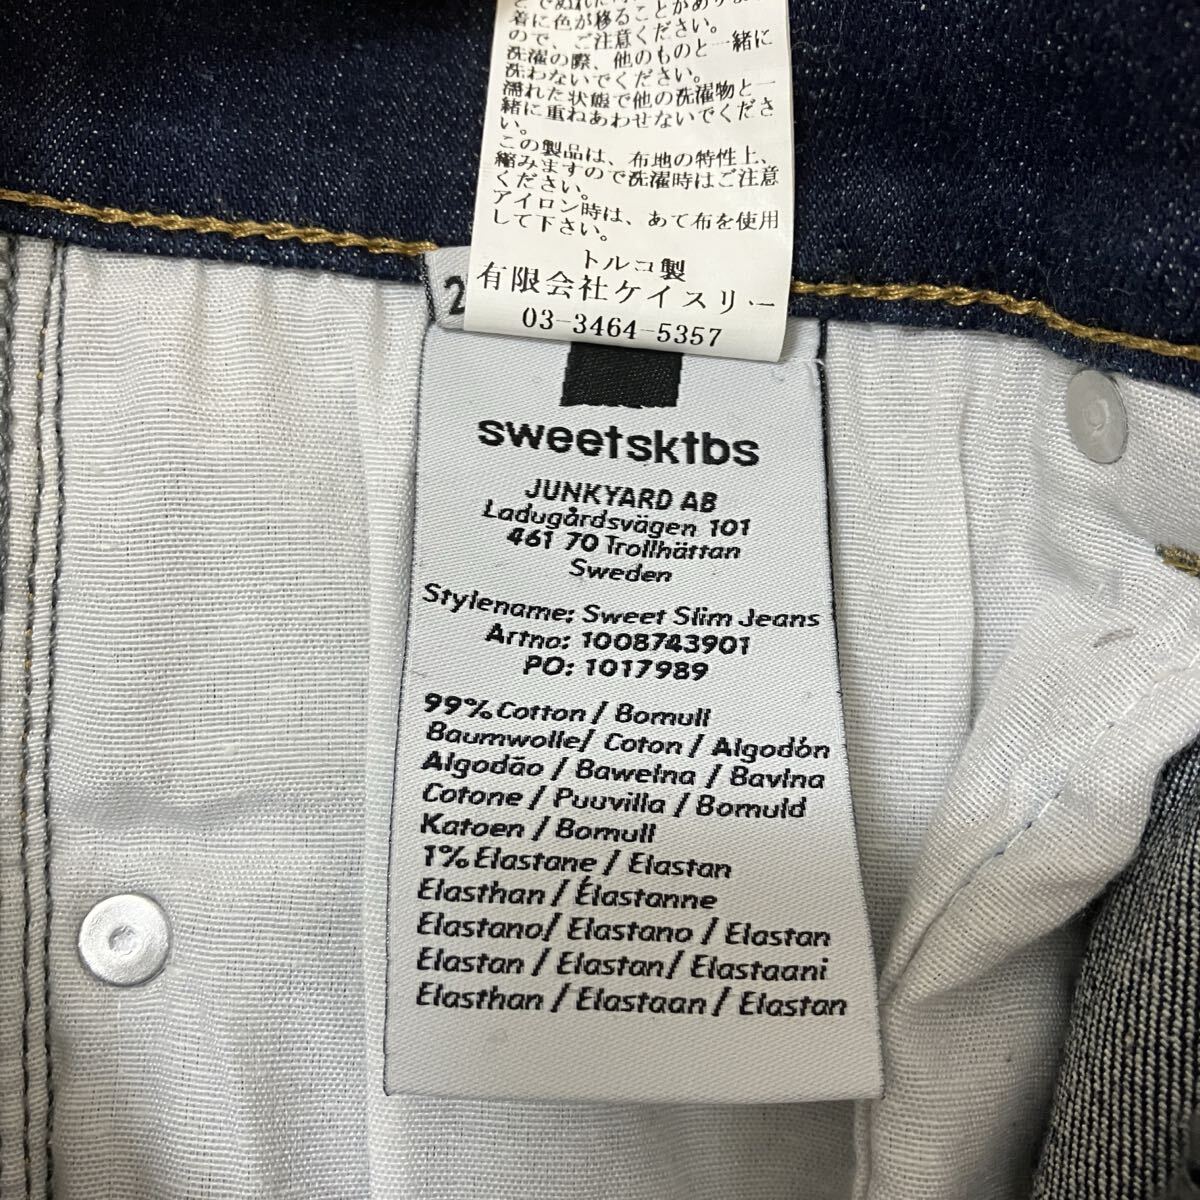 着に色が移ることがあります
ので、ご注意ください。
洗濯の際、他のものと一緒に
洗わないでください。
濡れた状態で他の洗濯物と一
緒に重ねあわせないでくださ
い。
この製品は、布地の特性上、
縮みますので洗濯時はご注意
ください。
アイロン時は、あて布を使用
して下さい。
トルコ製
有限会社ケイスリー
03-3464-5357
2
sweetsktbs
JUNKYARD AB
Ladugårdsvägen 101
461 70 Trollhättan
Sweden
Stylename: Sweet Slim Jeans
Artno: 1008743901
PO: 1017989
99% Cotton / Bomull
Baumwolle/ Coton / Algodón
Algodão / Bawełna / Bavlna
Cotone / Puuvilla / Bomuld
Katoen / Bomull
1% Elastane / Elastan
Elasthan / Élastanne
Elastano/ Elastano / Elastan
Elastan / Elastan/ Elastaani
Elasthan / Elastaan / Elastan